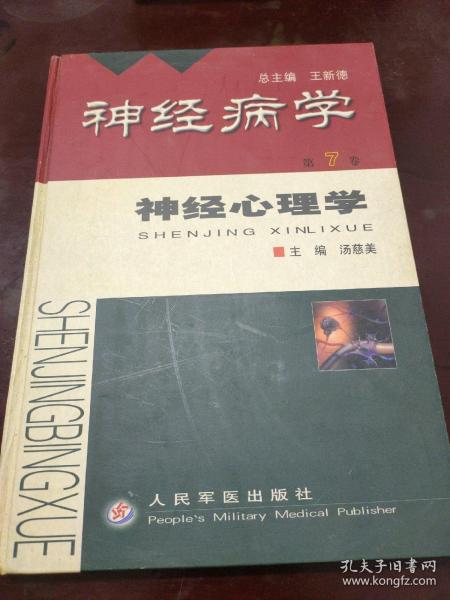 总主编 王新德
神经病学
第 7 卷
神经心理学
SHENJING XINLIXUE
主 编 汤慈美
SHENJINGBINGXUE
人民军医出版社
People's Military Medical Publisher
孔夫子旧书网
www.kongfz.com